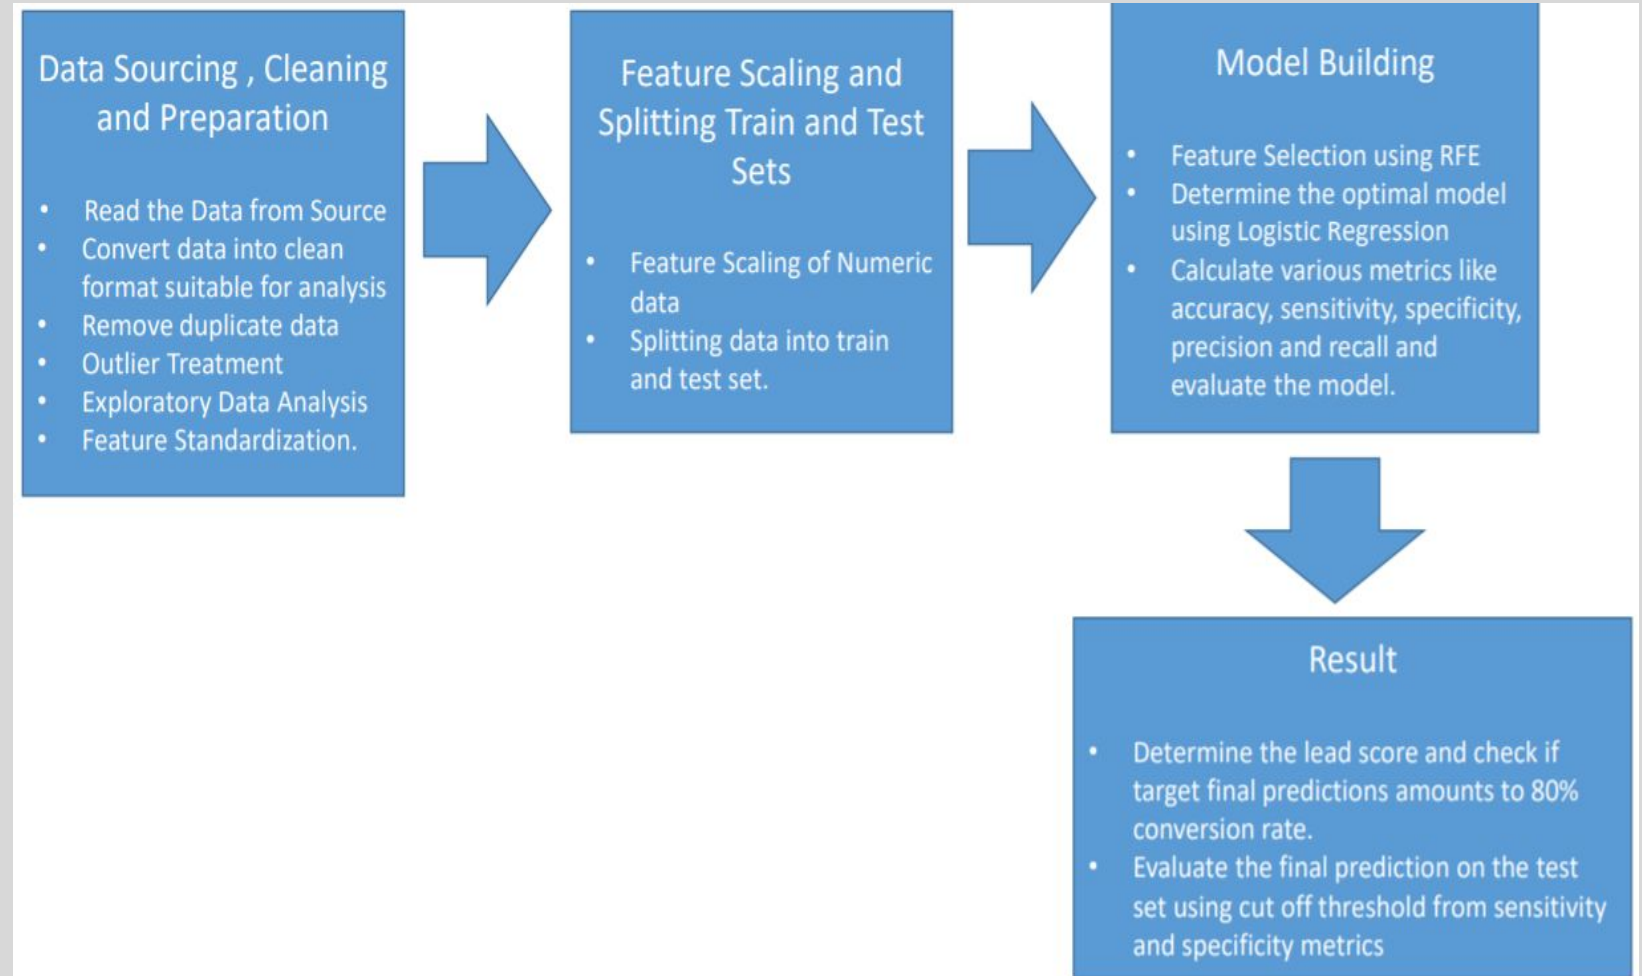 Data Sourcing , Cleaning
and Preparation
• Read the Data from Source
• Convert data into clean
format suitable for analysis
• Remove duplicate data
• Outlier Treatment
• Exploratory Data Analysis
• Feature Standardization.
Feature Scaling and
Splitting Train and Test
Sets
• Feature Scaling of Numeric
data
• Splitting data into train
and test set.
Model Building
• Feature Selection using RFE
• Determine the optimal model
using Logistic Regression
• Calculate various metrics like
accuracy, sensitivity, specificity,
precision and recall and
evaluate the model.
Result
• Determine the lead score and check if
target final predictions amounts to 80%
conversion rate.
• Evaluate the final prediction on the test
set using cut off threshold from sensitivity
and specificity metrics